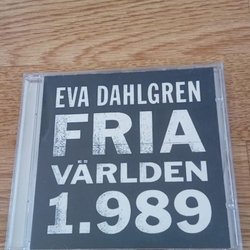 EVA DAHLGREN
FRIA
VÄRLDEN
1.989